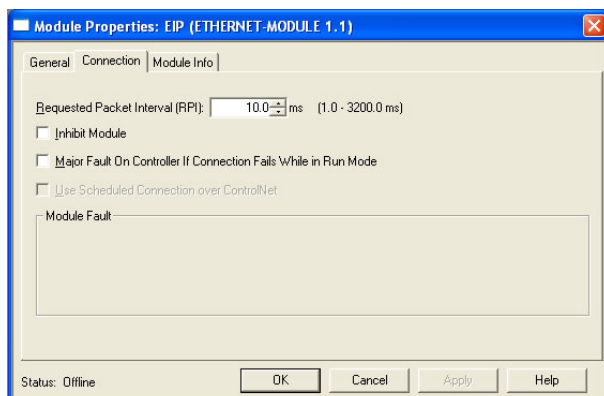 Module Properties: EIP (ETHERNET-MODULE 1.1)
General Connection Module Info
Requested Packet Interval (RPI): 10.0 ms (1.0 - 3200.0 ms)
Inhibit Module
Major Fault On Controller If Connection Fails While in Run Mode
Use Scheduled Connection over ControlNet
Module Fault
Status: Offline OK Cancel Apply Help